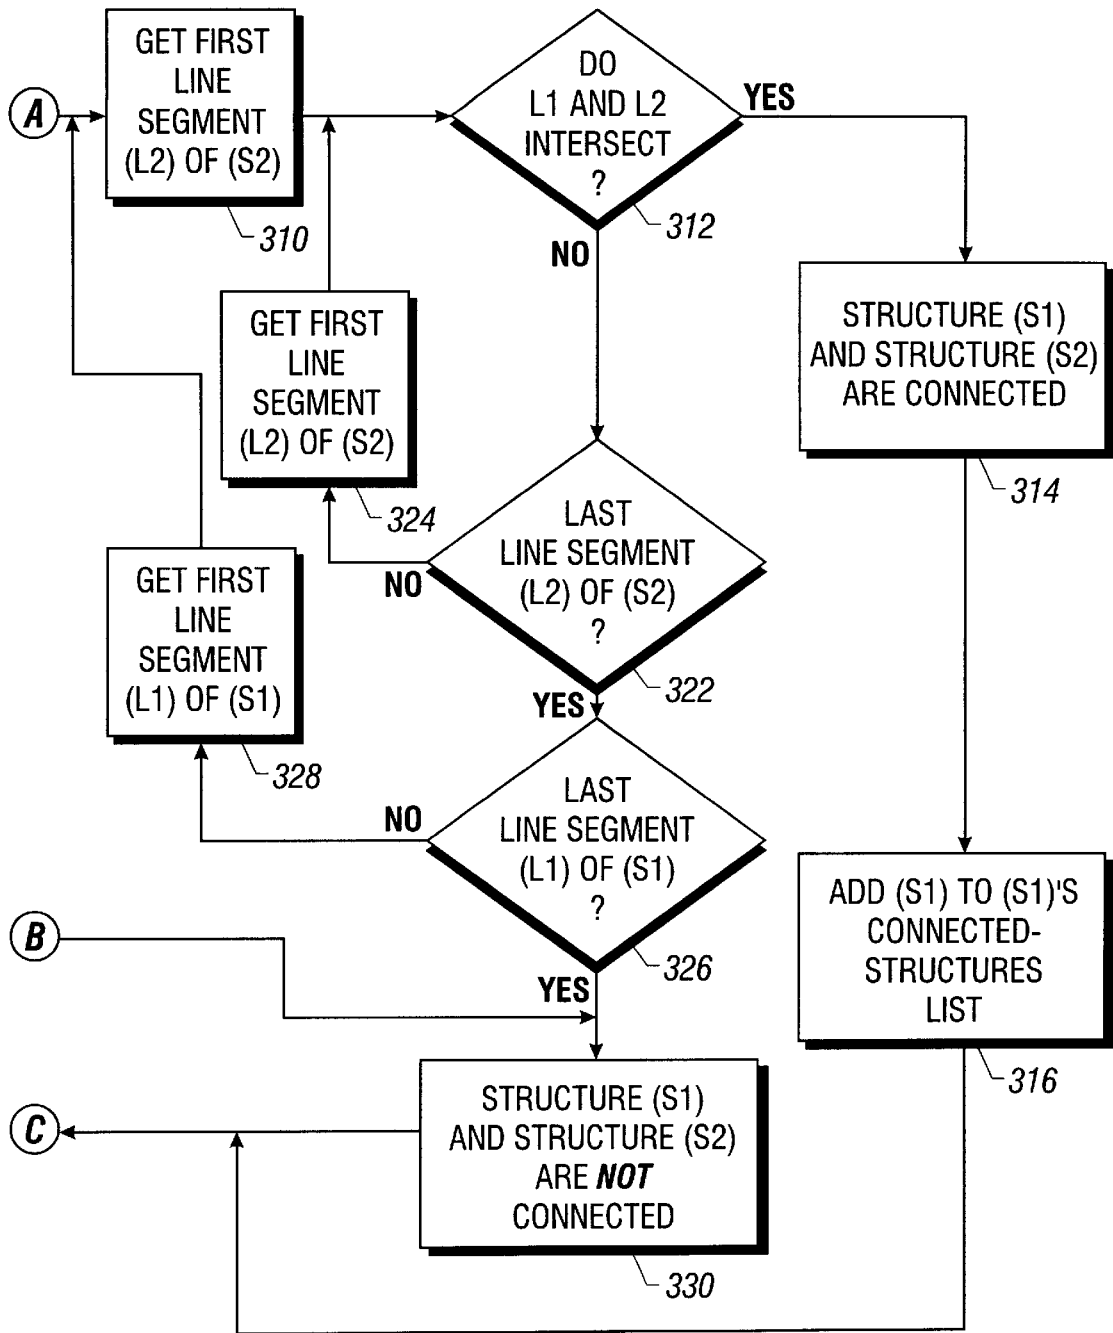 A
GET FIRST
LINE
SEGMENT
(L2) OF (S2)
310
DO
L1 AND L2
INTERSECT
?
312
YES
NO
STRUCTURE (S1)
AND STRUCTURE (S2)
ARE CONNECTED
314
GET FIRST
LINE
SEGMENT
(L2) OF (S2)
324
LAST
LINE SEGMENT
(L2) OF (S2)
?
322
NO
YES
GET FIRST
LINE
SEGMENT
(L1) OF (S1)
328
LAST
LINE SEGMENT
(L1) OF (S1)
?
326
NO
YES
ADD (S1) TO (S1)'S
CONNECTED-
STRUCTURES
LIST
316
B
STRUCTURE (S1)
AND STRUCTURE (S2)
ARE NOT
CONNECTED
330
C